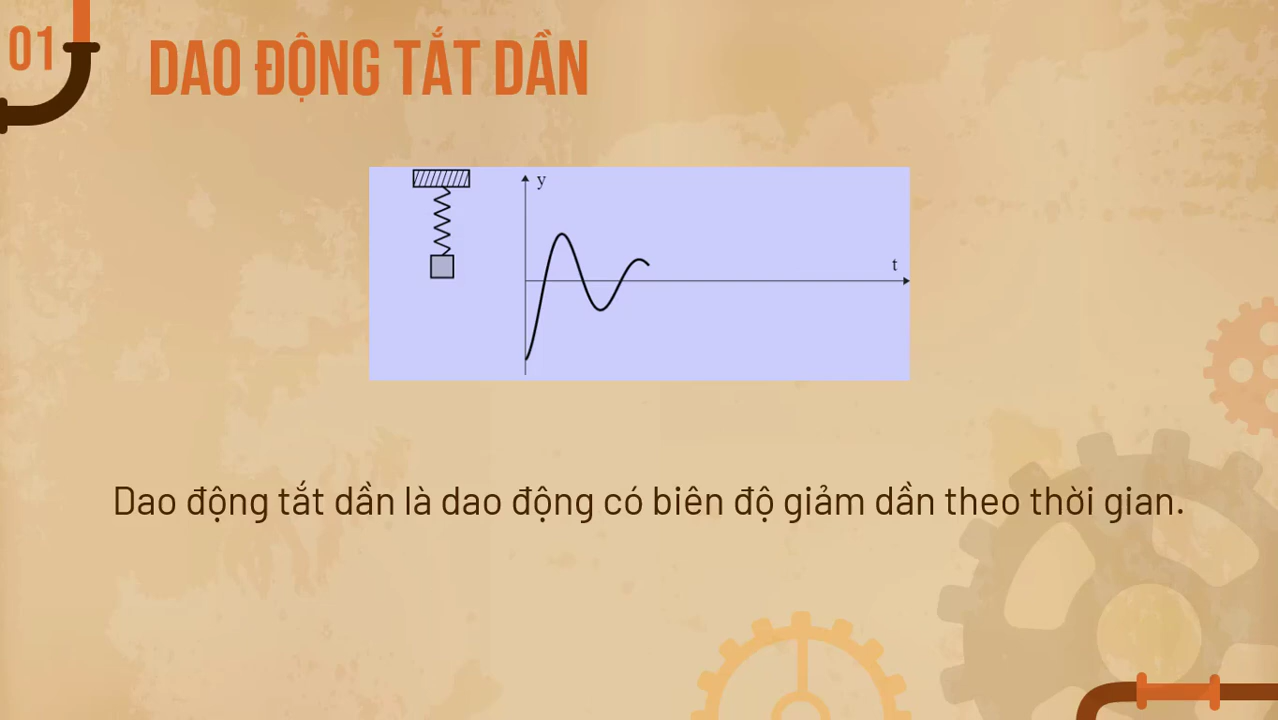 01
DAO ĐỘNG TẮT DẦN
y
t
Dao động tắt dần là dao động có biên độ giảm dần theo thời gian.